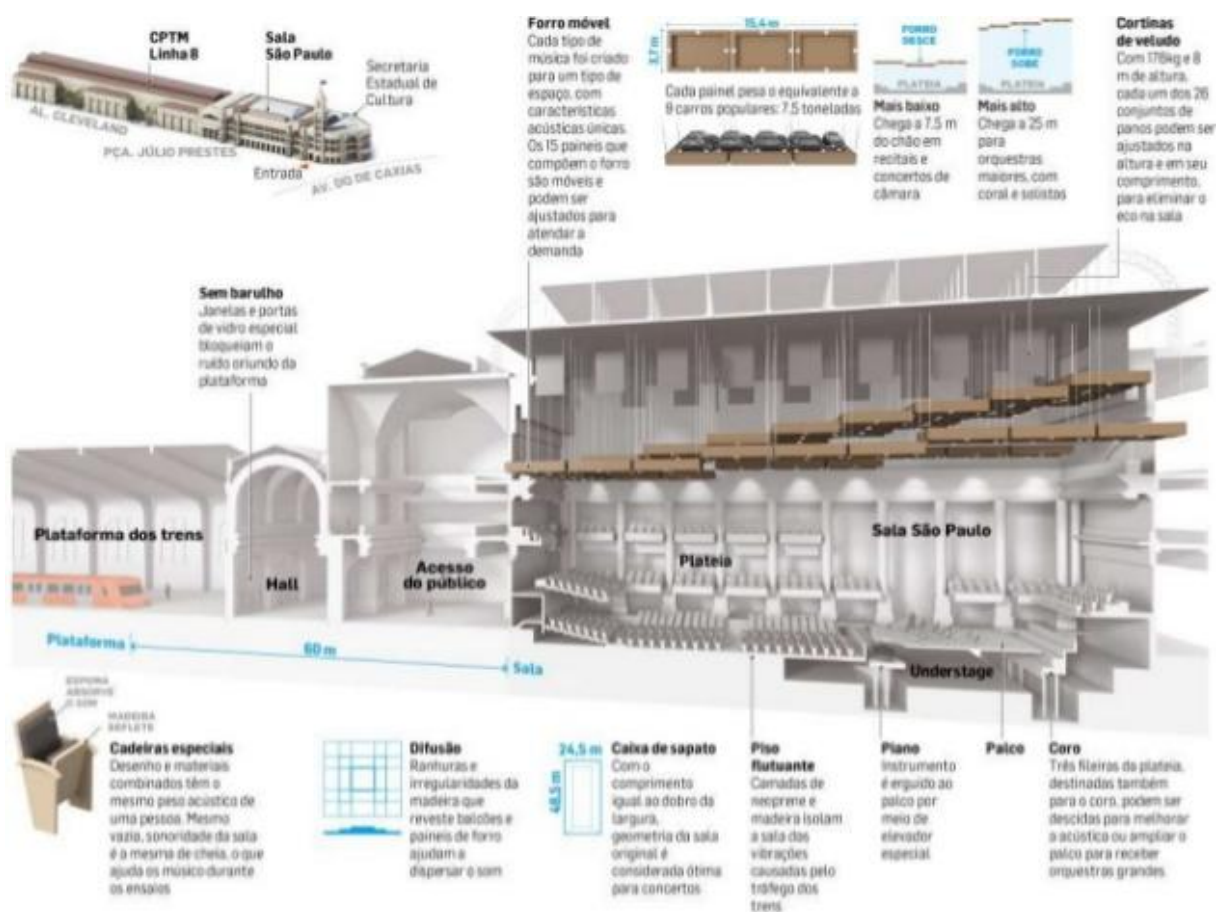 CPTM
Linha 8
Sala
São Paulo
Secretaria
Estadual de
Cultura
AL. CLEVELAND
PÇA. JÚLIO PRESTES
Entrada
AV. DO DE CAXIAS
Forro móvel
Cada tipo de
música foi criado
para um tipo de
espaço, com
características
acústicas únicas.
Os 15 paineis que
compõem o forro
são móveis e
podem ser
ajustados para
atendar a
demanda
15,4 m
3,7 m
Cada painel pesa o equivalente a
9 carros populares: 7.5 toneladas
FORRO
DESCE
PLATEIA
Mais baixo
Chega a 7.5 m
do chão em
recitais e
concertos de
câmara
FORRO
SOBE
PLATEIA
Mais alto
Chega a 25 m
para
orquestras
maiores, com
coral e solistas
Cortinas
de veludo
Com 178kg e 8
m de altura,
cada um dos 26
conjuntos de
panos podem ser
ajustados na
altura e em seu
comprimento,
para eliminar o
eco na sala
Sem barulho
Janelas e portas
de vidro especial
bloqueiam o
ruído oriundo da
plataforma
Plataforma dos trens
Hall
Acesso
do público
Plateia
Sala São Paulo
Understage
Plataforma
60 m
Sala
ESPUMA
ABSORVE
O SOM
MADEIRA
REFLETE
Cadeiras especiais
Desenho e materiais
combinados têm o
mesmo peso acústico de
uma pessoa. Mesmo
vazia, sonoridade da sala
é a mesma de cheia, o que
ajuda os músico durante
os ensaios
Difusão
Ranhuras e
irregularidades da
madeira que
reveste balcões e
paineis de forro
ajudam a
dispersar o som
24,5 m
48,5 m
Caixa de sapato
Com o
comprimento
igual ao dobro da
largura,
geometria da sala
original é
considerada ótima
para concertos
Piso
flutuante
Camadas de
neoprene e
madeira isolam
a sala das
vibrações
causadas pelo
tráfego dos
trens
Piano
Instrumento
é erguido ao
palco por
meio de
elevador
especial
Palco
Coro
Três fileiras da plateia,
destinadas também
para o coro, podem ser
descidas para melhorar
a acústica ou ampliar o
palco para receber
orquestras grandes